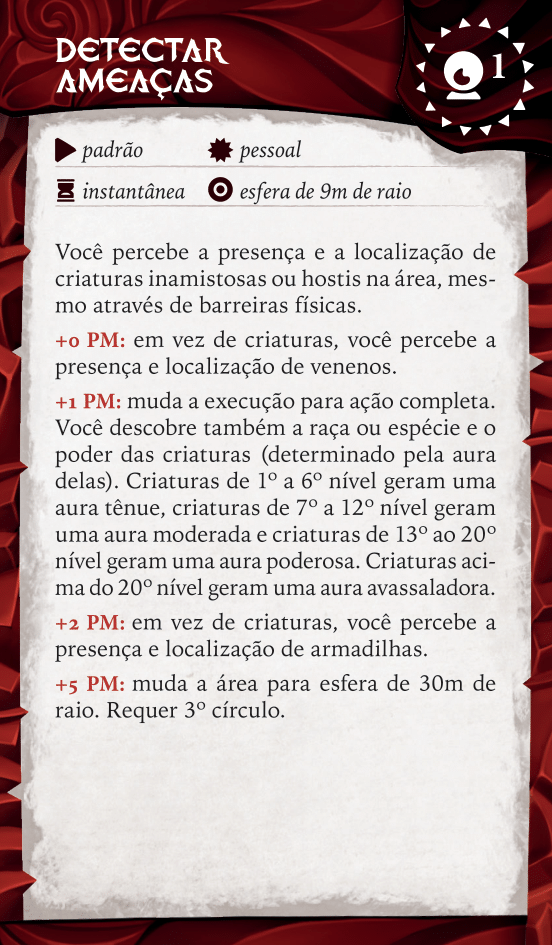 DETECTAR
AMEAÇAS
1
padrão pessoal
instantânea esfera de 9m de raio
Você percebe a presença e a localização de
criaturas inamistosas ou hostis na área, mes-
mo através de barreiras físicas.
+0 PM: em vez de criaturas, você percebe a
presença e localização de venenos.
+1 PM: muda a execução para ação completa.
Você descobre também a raça ou espécie e o
poder das criaturas (determinado pela aura
delas). Criaturas de 1º a 6º nível geram uma
aura tênue, criaturas de 7º a 12º nível geram
uma aura moderada e criaturas de 13º ao 20º
nível geram uma aura poderosa. Criaturas aci-
ma do 20º nível geram uma aura avassaladora.
+2 PM: em vez de criaturas, você percebe a
presença e localização de armadilhas.
+5 PM: muda a área para esfera de 30m de
raio. Requer 3º círculo.